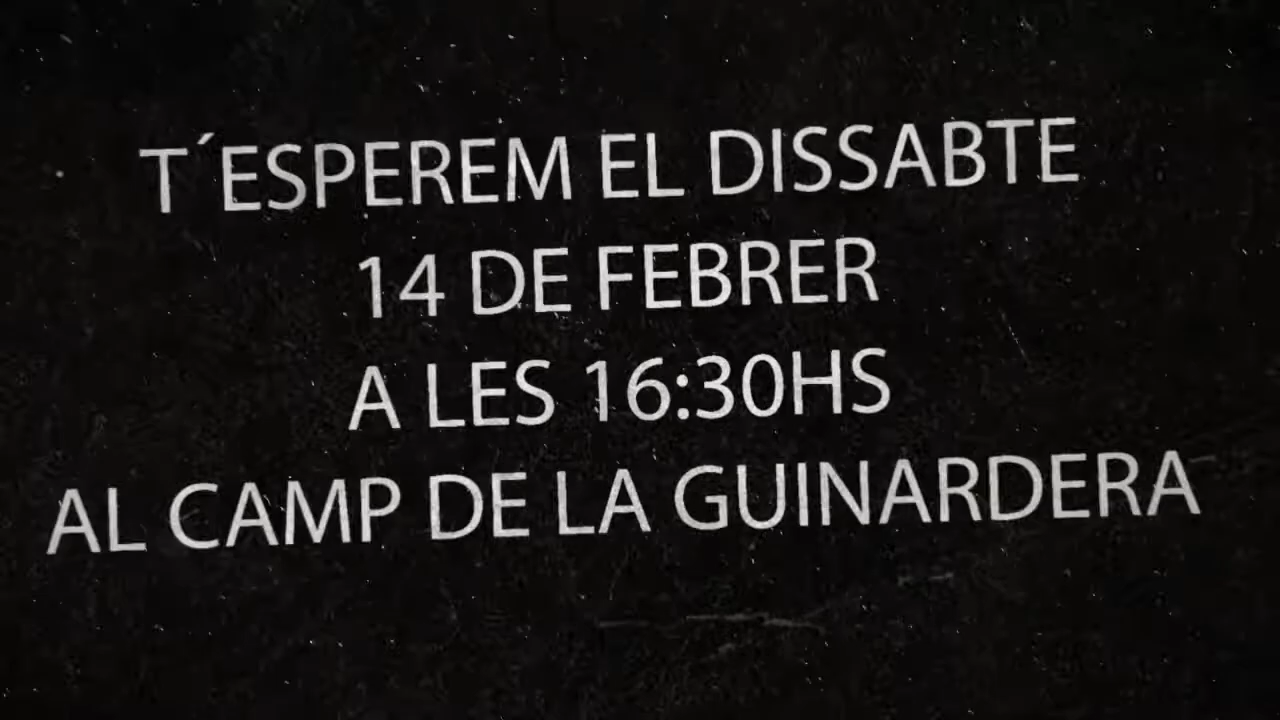 T´ESPEREM EL DISSABTE
14 DE FEBRER
A LES 16:30HS
AL CAMP DE LA GUINARDERA